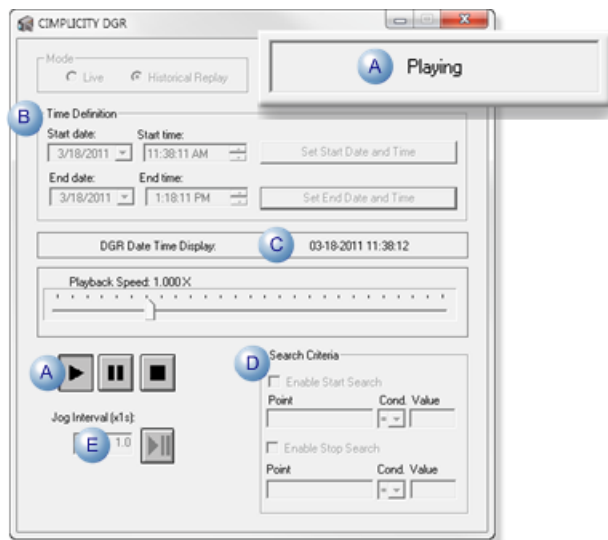 CIMPLICITY DGR
A Playing
Mode
Live Historical Replay
B
Time Definition
Start date: Start time:
3/18/2011 11:38:11 AM Set Start Date and Time
End date: End time:
3/18/2011 1:18:11 PM Set End Date and Time
DGR Date Time Display: C 03-18-2011 11:38:12
Playback Speed: 1.000 X
A
D
Search Criteria
Enable Start Search
Point Cond. Value
=
Jog Interval (x1s):
E 1.0
Enable Stop Search
Point Cond. Value
=